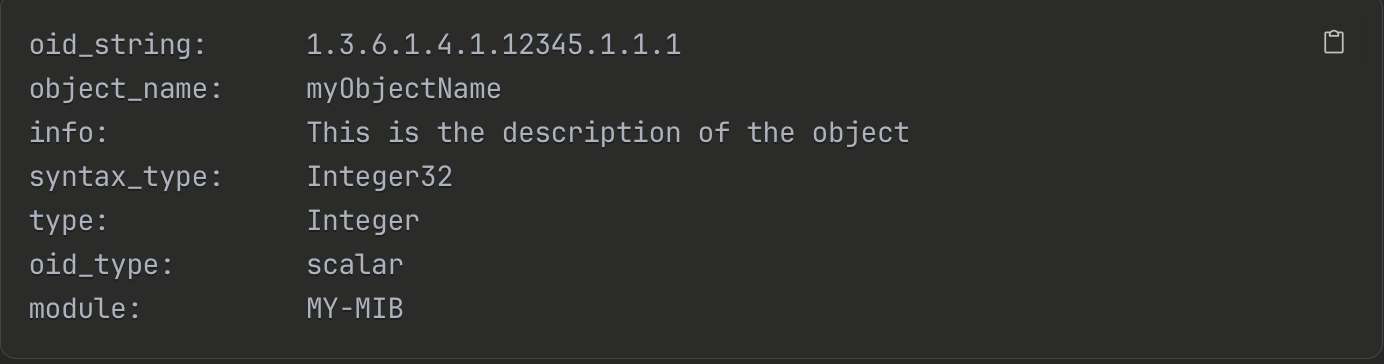 oid_string: 1.3.6.1.4.1.12345.1.1.1
object_name: myObjectName
info: This is the description of the object
syntax_type: Integer32
type: Integer
oid_type: scalar
module: MY-MIB